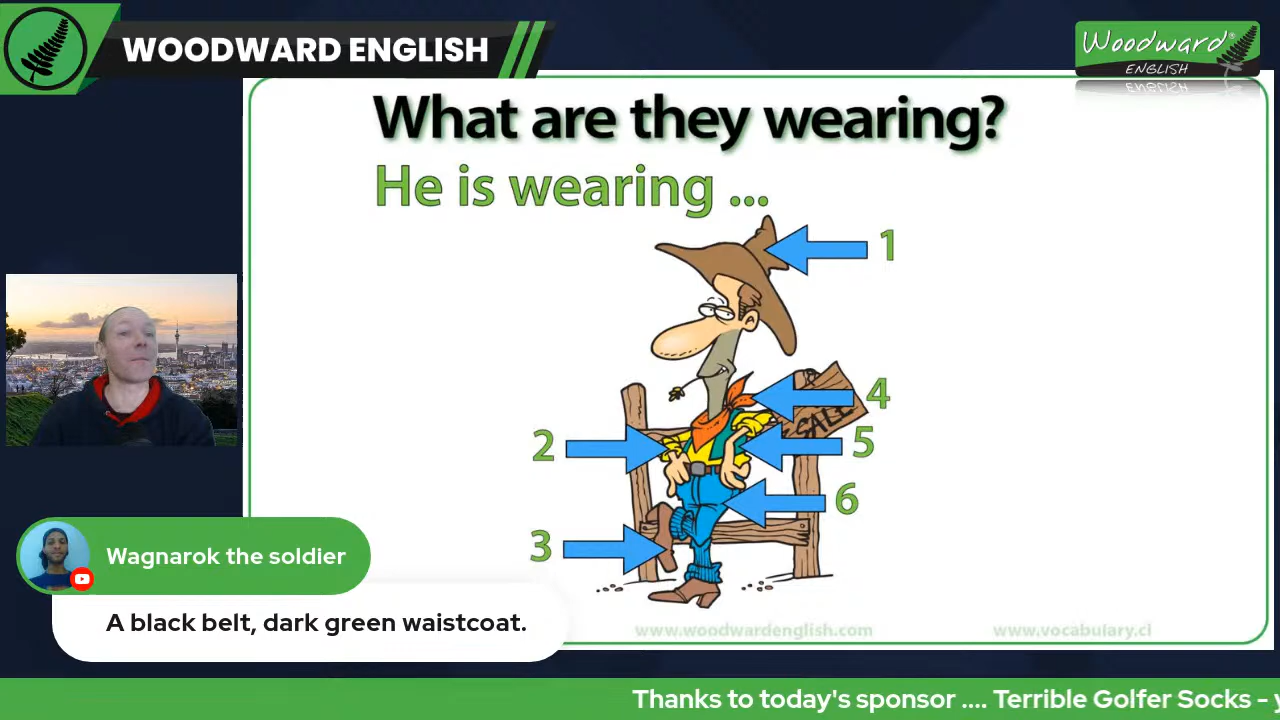 WOODWARD ENGLISH
Woodward®
ENGLISH
What are they wearing?
He is wearing ...
1
4
SALE
2
5
6
3
Wagnarok the soldier
A black belt, dark green waistcoat.
www.woodwardenglish.com
www.vocabulary.cl
Thanks to today's sponsor .... Terrible Golfer Socks - y